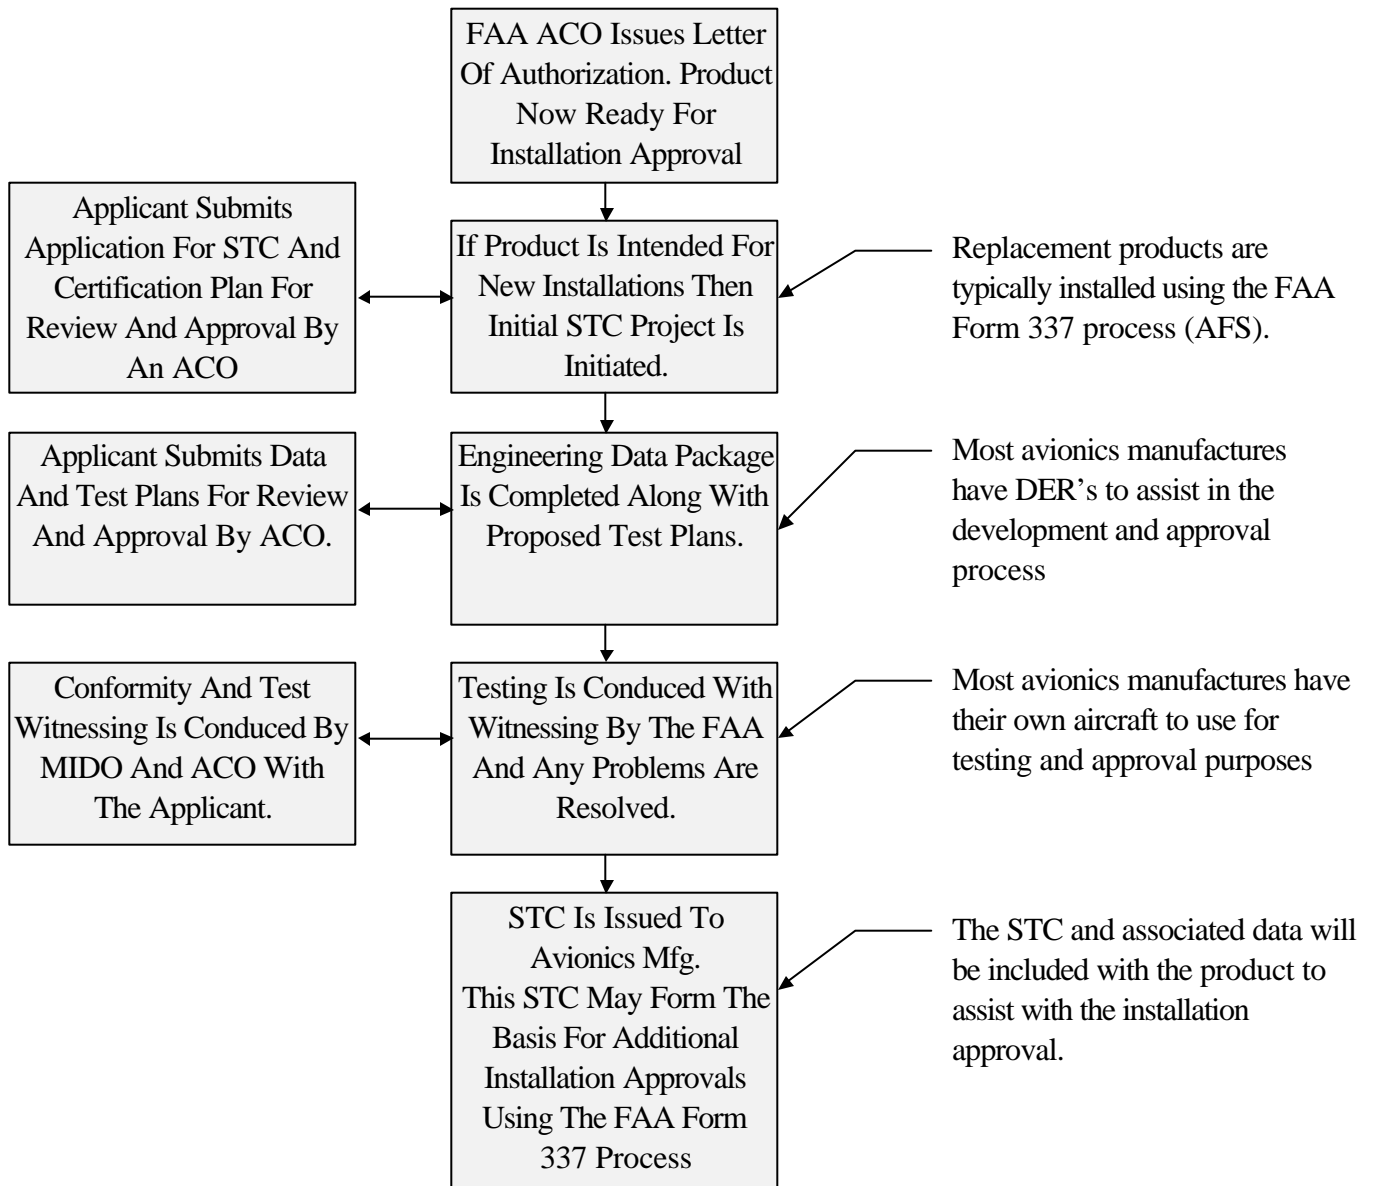 FAA ACO Issues Letter
Of Authorization. Product
Now Ready For
Installation Approval
Applicant Submits
Application For STC And
Certification Plan For
Review And Approval By
An ACO
If Product Is Intended For
New Installations Then
Initial STC Project Is
Initiated.
Replacement products are
typically installed using the FAA
Form 337 process (AFS).
Applicant Submits Data
And Test Plans For Review
And Approval By ACO.
Engineering Data Package
Is Completed Along With
Proposed Test Plans.
Most avionics manufactures
have DER’s to assist in the
development and approval
process
Conformity And Test
Witnessing Is Conducted By
MIDO And ACO With
The Applicant.
Testing Is Conduced With
Witnessing By The FAA
And Any Problems Are
Resolved.
Most avionics manufactures have
their own aircraft to use for
testing and approval purposes
STC Is Issued To
Avionics Mfg.
This STC May Form The
Basis For Additional
Installation Approvals
Using The FAA Form
337 Process
The STC and associated data will
be included with the product to
assist with the installation
approval.